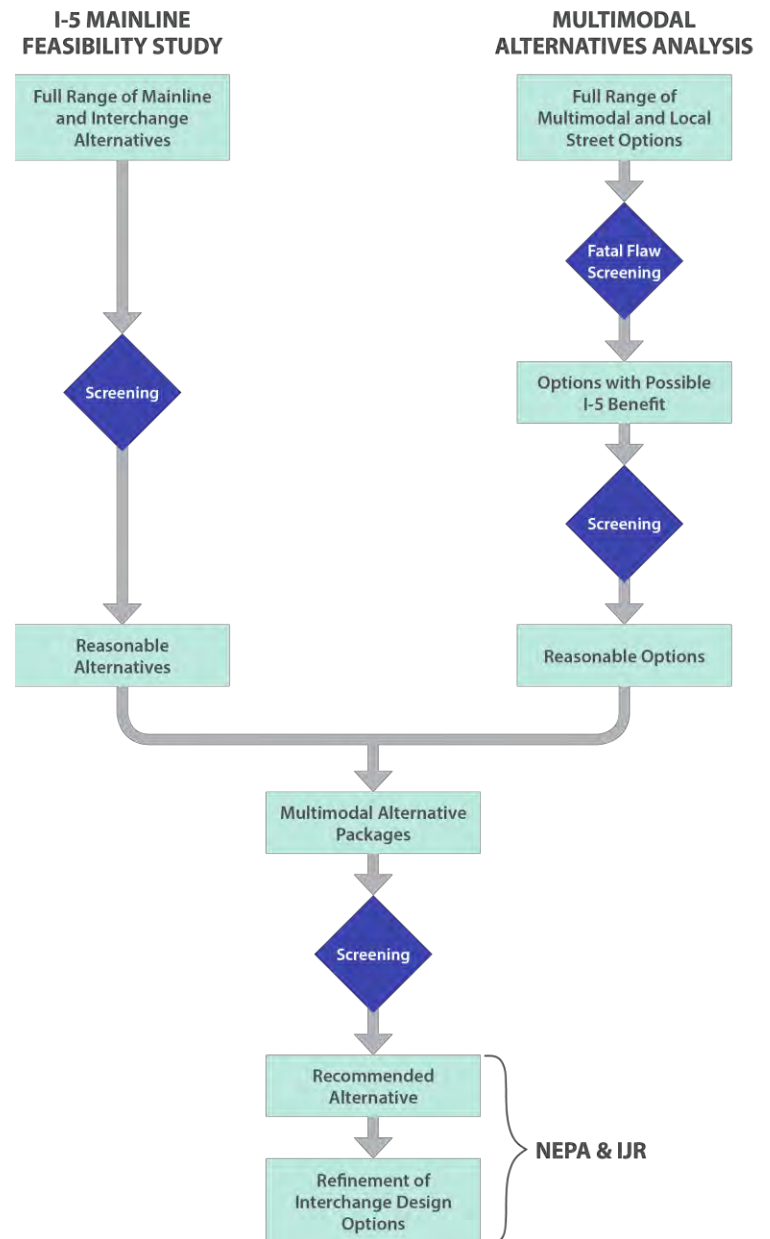 I-5 MAINLINE
FEASIBILITY STUDY
Full Range of Mainline
and Interchange
Alternatives
Screening
Reasonable
Alternatives
MULTIMODAL
ALTERNATIVES ANALYSIS
Full Range of
Multimodal and Local
Street Options
Fatal Flaw
Screening
Options with Possible
I-5 Benefit
Screening
Reasonable Options
Multimodal Alternative
Packages
Screening
Recommended
Alternative
Refinement of
Interchange Design
Options
NEPA & IJR